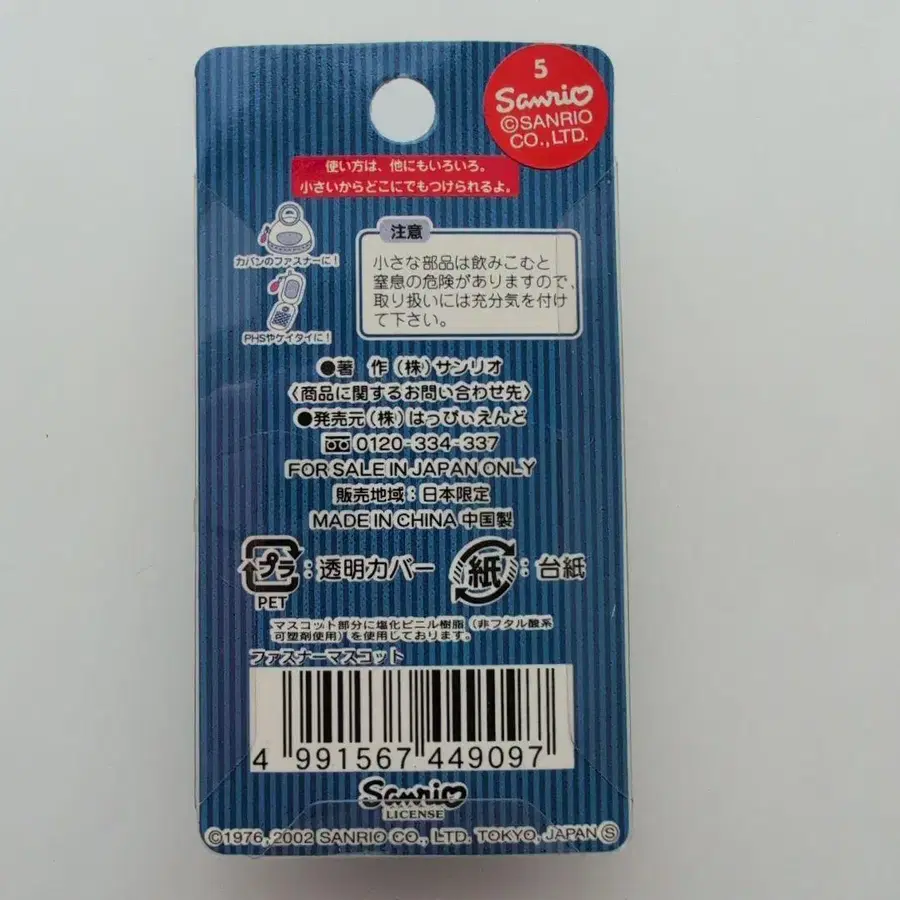 5
Sanrio
©SANRIO
CO.,LTD.
使い方は、他にもいろいろ。
小さいからどこにでもつけられるよ。
カバンのファスナーに!
PHSやケイタイに!
注意
小さな部品は飲みこむと
窒息の危険がありますので、
取り扱いには充分気を付け
て下さい。
●著 作(株)サンリオ
〈商品に関するお問い合わせ先〉
●発売元(株)はっぴぃえんど
0120-334-337
FOR SALE IN JAPAN ONLY
販売地域:日本限定
MADE IN CHINA 中国製
プラ:透明カバー
PET
紙:台紙
マスコット部分に塩化ビニル樹脂(非フタル酸系
可塑剤使用)を使用しております。
ファスナーマスコット
4 991567 449097
Sanrio
LICENSE
©1976, 2002 SANRIO CO., LTD. TOKYO, JAPAN Ⓢ